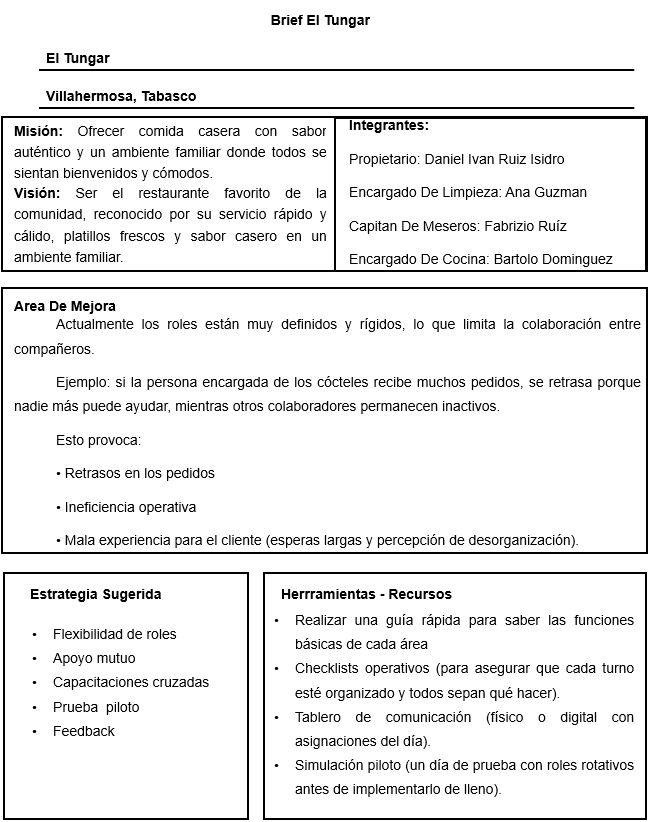 Brief El Tungar
El Tungar
Villahermosa, Tabasco
Misión: Ofrecer comida casera con sabor
auténtico y un ambiente familiar donde todos se
sientan bienvenidos y cómodos.
Visión: Ser el restaurante favorito de la
comunidad, reconocido por su servicio rápido y
cálido, platillos frescos y sabor casero en un
ambiente familiar.
Integrantes:
Propietario: Daniel Ivan Ruiz Isidro
Encargado De Limpieza: Ana Guzman
Capitan De Meseros: Fabrizio Ruíz
Encargado De Cocina: Bartolo Dominguez
Area De Mejora
Actualmente los roles están muy definidos y rígidos, lo que limita la colaboración entre
compañeros.
Ejemplo: si la persona encargada de los cócteles recibe muchos pedidos, se retrasa porque
nadie más puede ayudar, mientras otros colaboradores permanecen inactivos.
Esto provoca:
• Retrasos en los pedidos
• Ineficiencia operativa
• Mala experiencia para el cliente (esperas largas y percepción de desorganización).
Estrategia Sugerida
• Flexibilidad de roles
• Apoyo mutuo
• Capacitaciones cruzadas
• Prueba piloto
• Feedback
Herrramientas - Recursos
• Realizar una guía rápida para saber las funciones
básicas de cada área
• Checklists operativos (para asegurar que cada turno
esté organizado y todos sepan qué hacer).
• Tablero de comunicación (físico o digital con
asignaciones del día).
• Simulación piloto (un día de prueba con roles rotativos
antes de implementarlo de lleno).